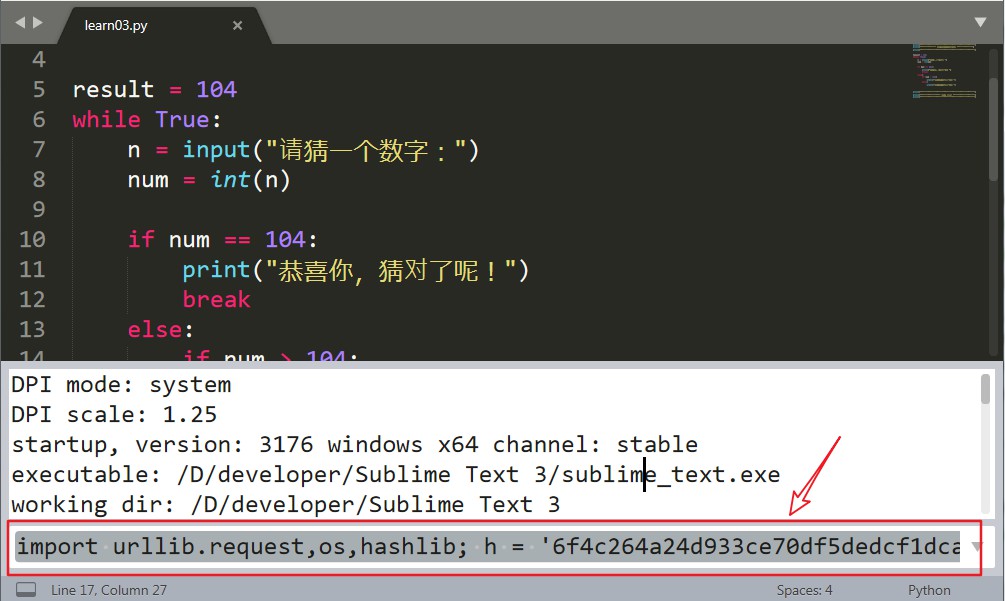 learn03.py
4
5 result = 104
6 while True:
7     n = input("请猜一个数字：")
8     num = int(n)
9
10     if num == 104:
11         print("恭喜你，猜对了呢！")
12         break
13     else:
14         if num > 104:
DPI mode: system
DPI scale: 1.25
startup, version: 3176 windows x64 channel: stable
executable: /D/developer/Sublime Text 3/sublime_text.exe
working dir: /D/developer/Sublime Text 3
import urllib.request,os,hashlib; h = '6f4c264a24d933ce70df5dedcf1dca
Line 17, Column 27
Spaces: 4
Python